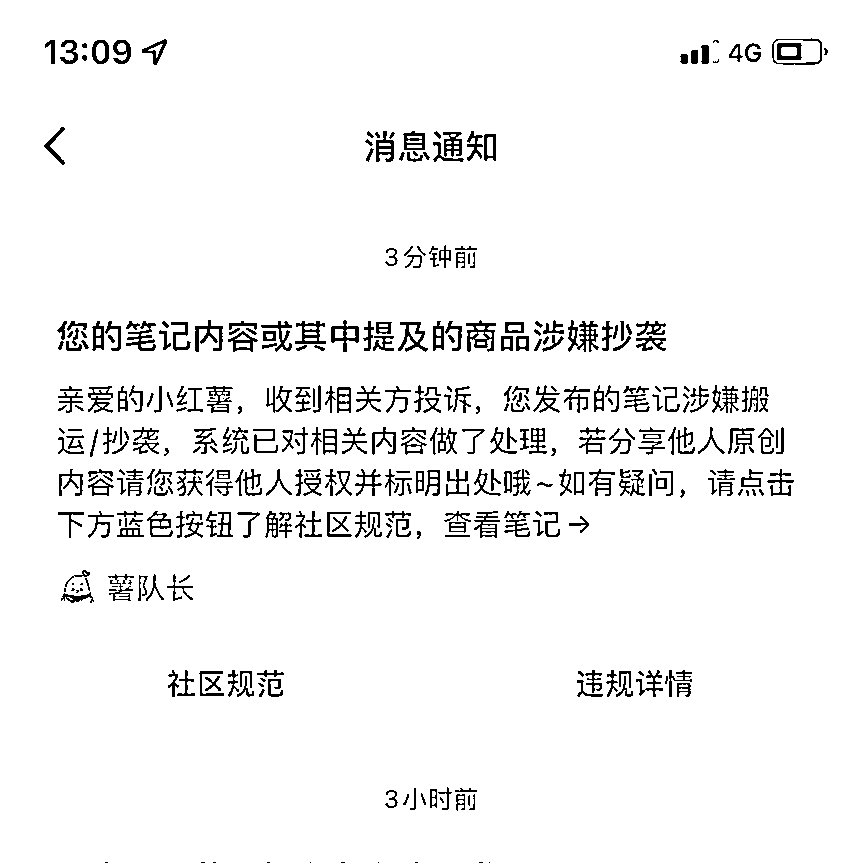 13:09
4G
消息通知
3分钟前
您的笔记内容或其中提及的商品涉嫌抄袭
亲爱的小红薯，收到相关方投诉，您发布的笔记涉嫌搬
运/抄袭，系统已对相关内容做了处理，若分享他人原创
内容请您获得他人授权并标明出处哦~如有疑问，请点击
下方蓝色按钮了解社区规范，查看笔记→
薯队长
社区规范
违规详情
3小时前